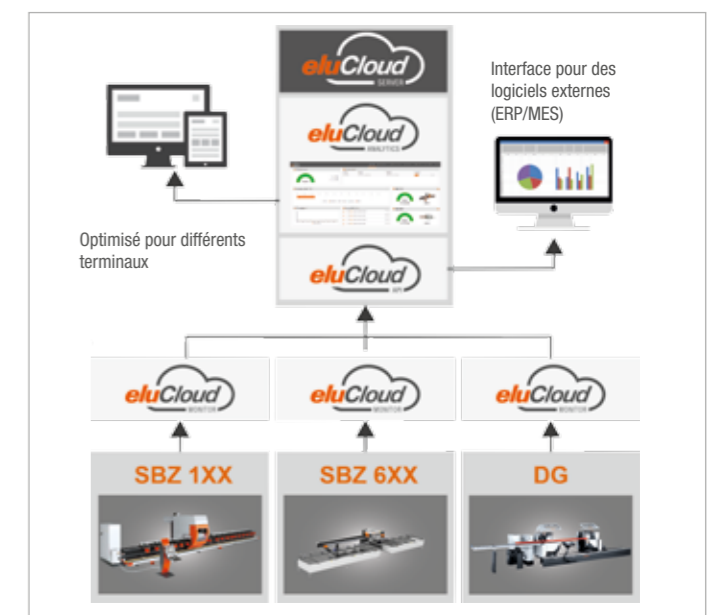 eluCloud
SERVER
eluCloud
ANALYTICS
Interface pour des
logiciels externes
(ERP/MES)
Optimisé pour différents
terminaux
eluCloud
API
eluCloud
MONITOR
eluCloud
MONITOR
eluCloud
MONITOR
SBZ 1XX
SBZ 6XX
DG